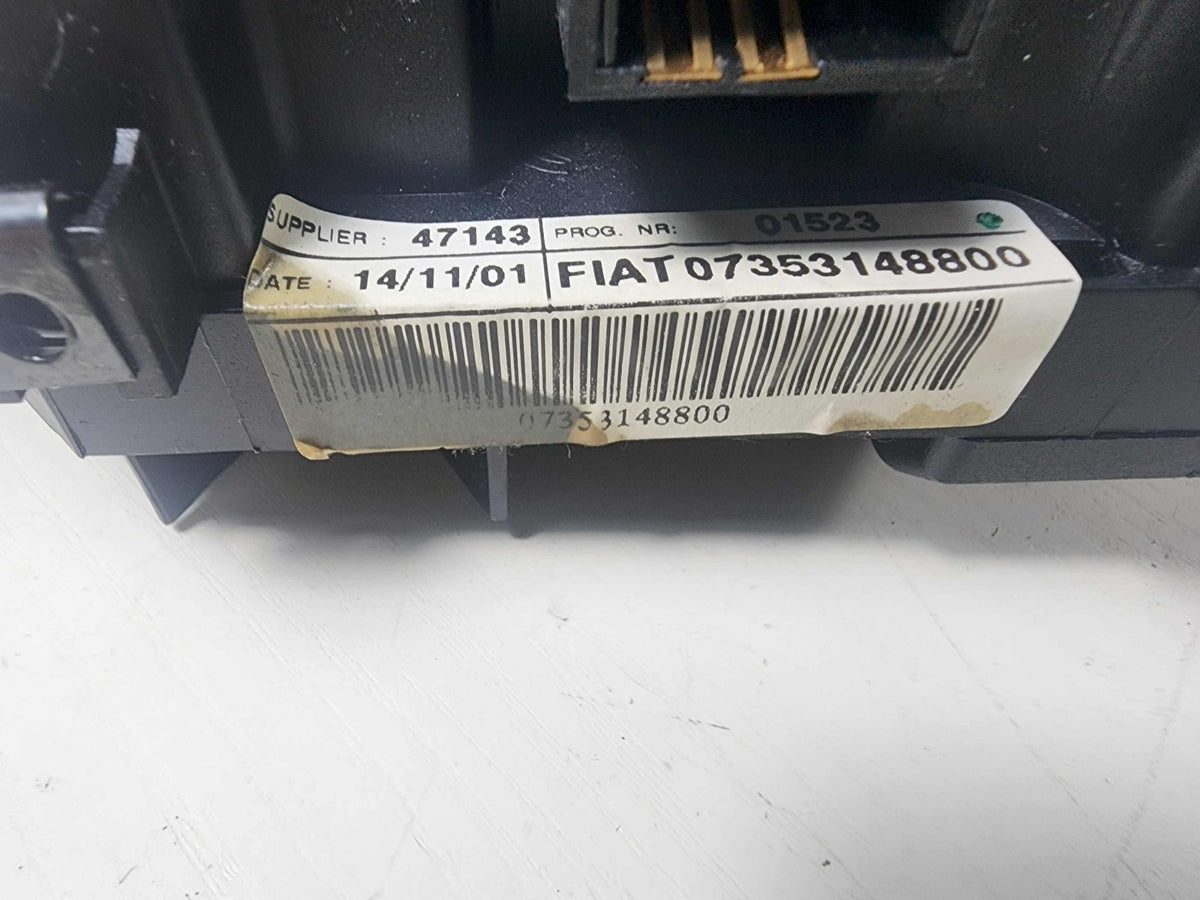 SUPPLIER : 47143 PROG. NR: 01523
DATE : 14/11/01 FIAT 07353148800
07353148800